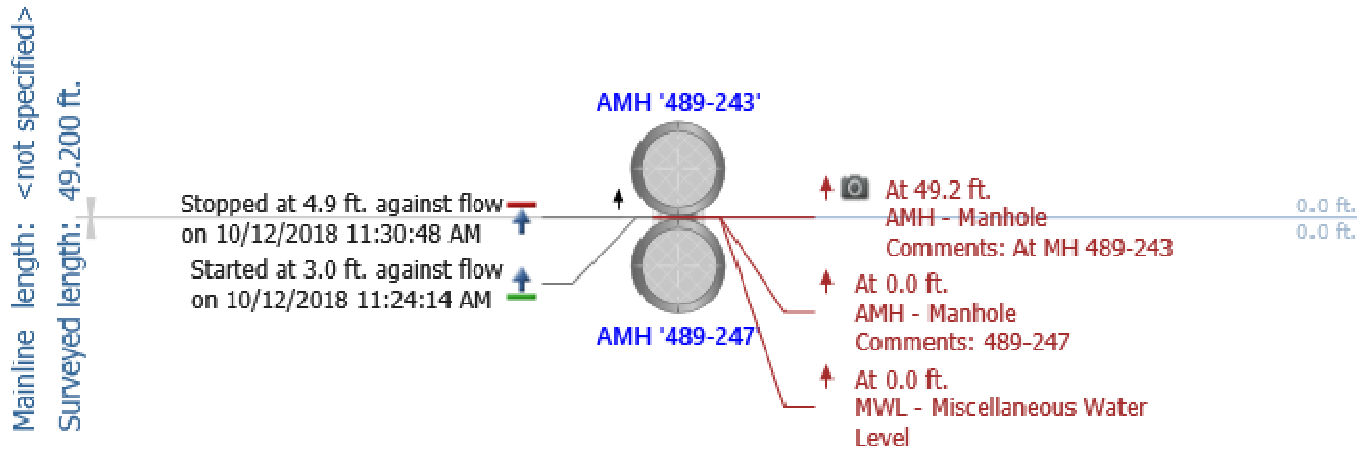 Mainline length: <not specified>
Surveyed length: 49.200 ft.
AMH '489-243'
Stopped at 4.9 ft. against flow
on 10/12/2018 11:30:48 AM
Started at 3.0 ft. against flow
on 10/12/2018 11:24:14 AM
AMH '489-247'
At 49.2 ft.
AMH - Manhole
Comments: At MH 489-243
At 0.0 ft.
AMH - Manhole
Comments: 489-247
At 0.0 ft.
MWL - Miscellaneous Water
Level
0.0 ft.
0.0 ft.